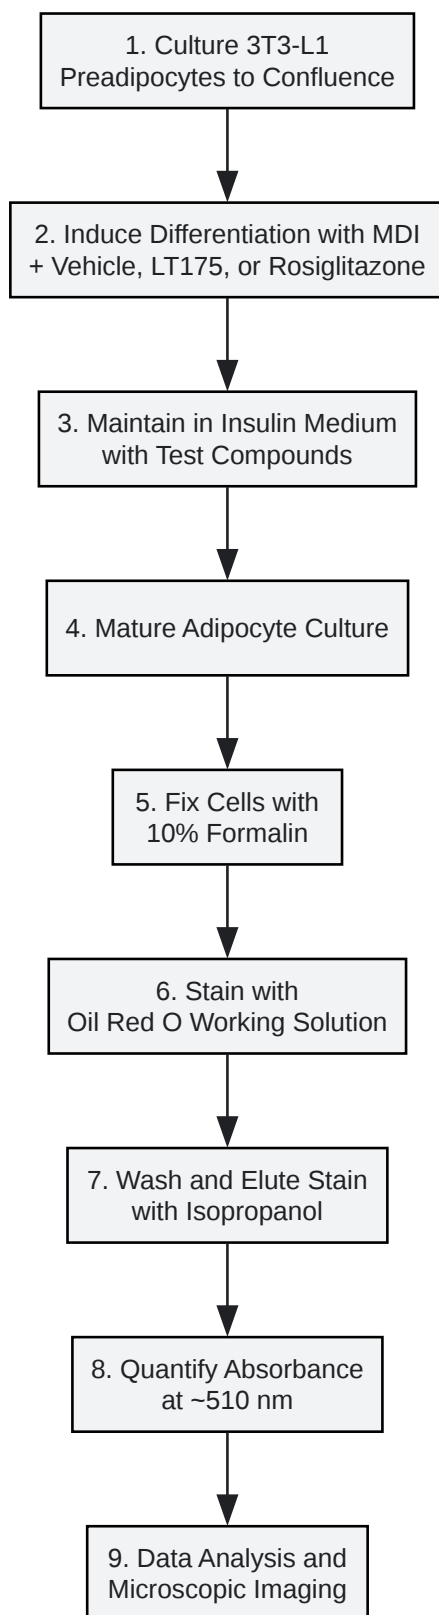 1. Culture 3T3-L1
Preadipocytes to Confluence
2. Induce Differentiation with MDI
+ Vehicle, LT175, or Rosiglitazone
3. Maintain in Insulin Medium
with Test Compounds
4. Mature Adipocyte Culture
5. Fix Cells with
10% Formalin
6. Stain with
Oil Red O Working Solution
7. Wash and Elute Stain
with Isopropanol
8. Quantify Absorbance
at ~510 nm
9. Data Analysis and
Microscopic Imaging